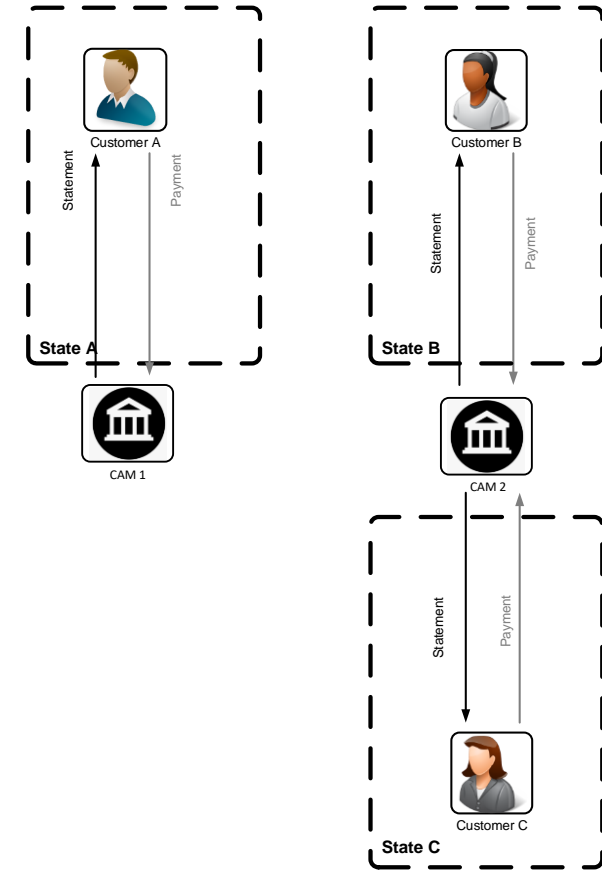 Customer A
Customer B
Statement
Payment
Statement
Payment
State A
State B
CAM 1
CAM 2
Statement
Payment
Customer C
State C